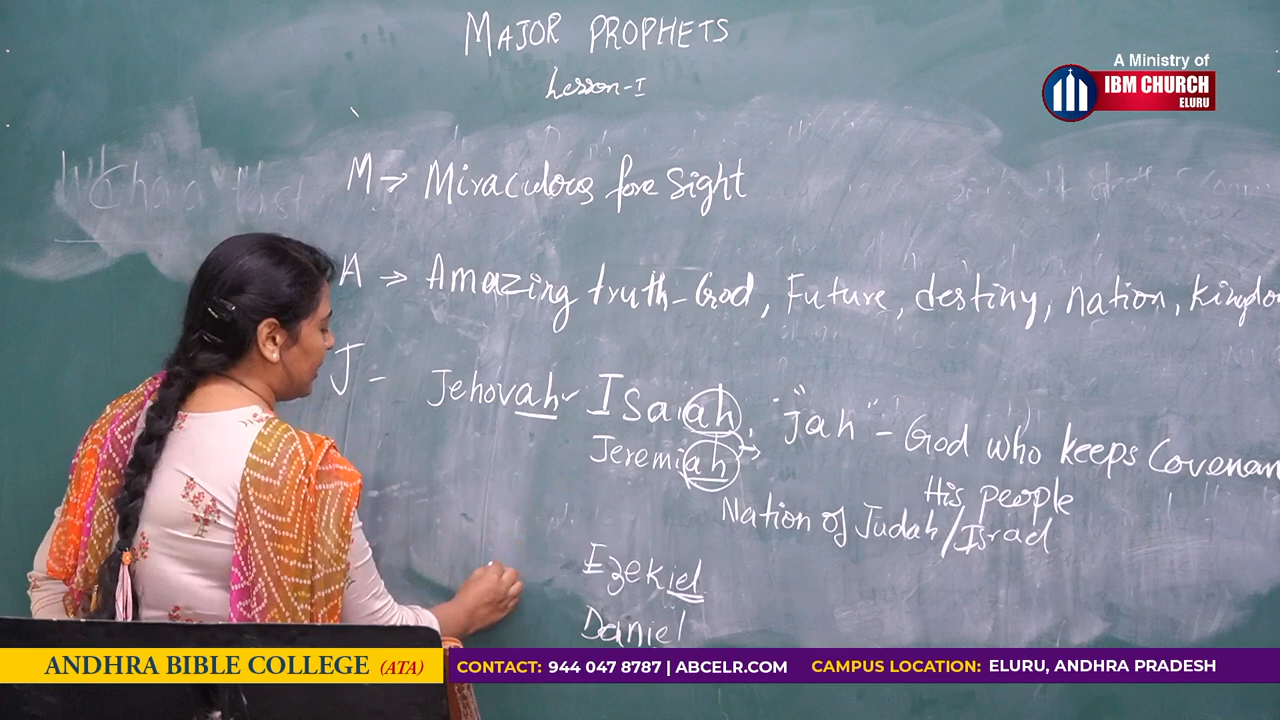 MAJOR PROPHETS
Lesson-I
A Ministry of
IBM CHURCH
ELURU
M → Miraculous fore Sight
A → Amazing truth - God, Future, destiny, nation, Kingdo
J - Jehovah - Isaiah, "jah" - God who keeps Covenan
Jeremiah → His people
Nation of Judah/Israel
Ezekiel
Daniel
ANDHRA BIBLE COLLEGE (ATA)
CONTACT: 944 047 8787 | ABCELR.COM
CAMPUS LOCATION: ELURU, ANDHRA PRADESH